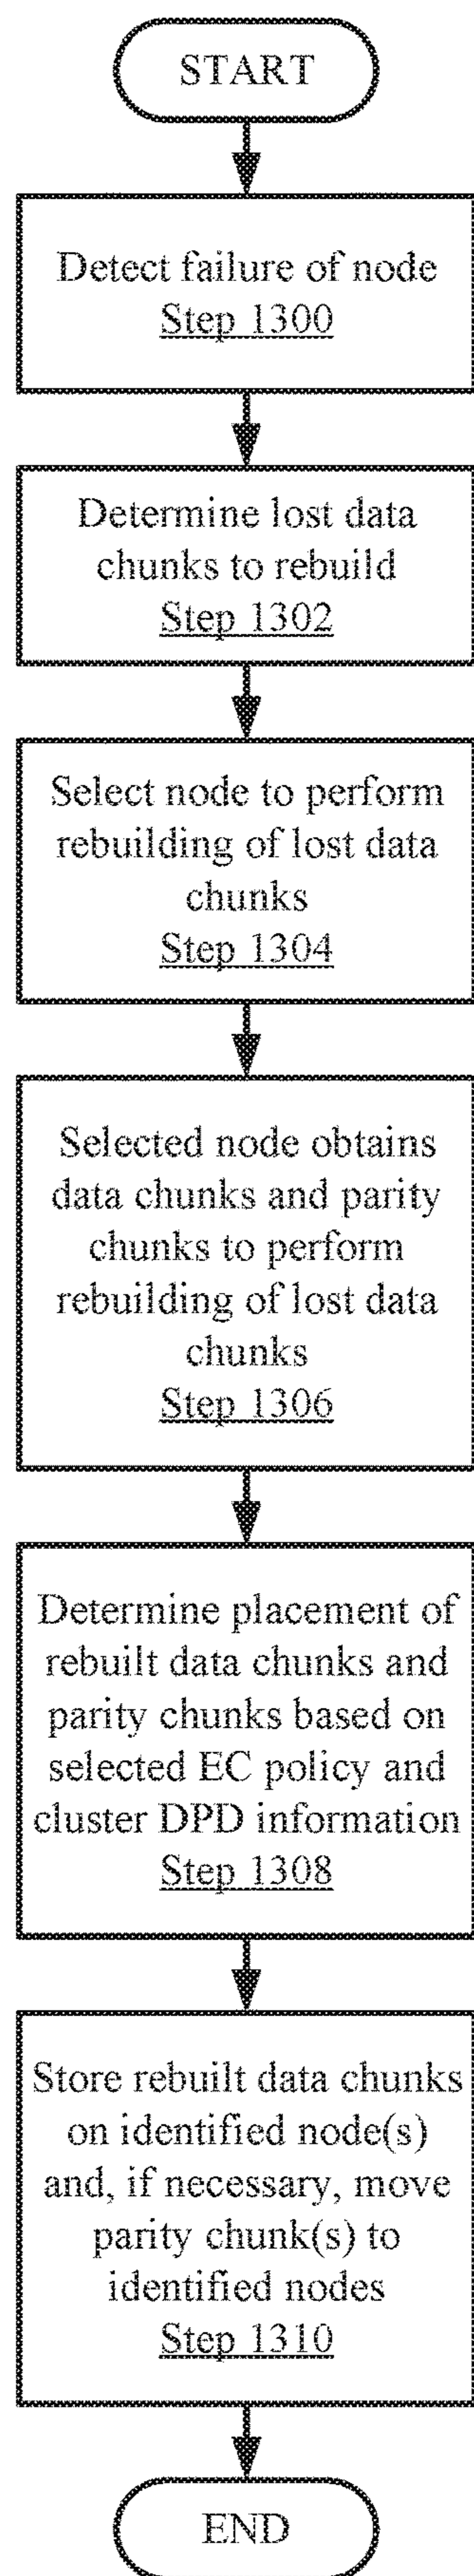 START
Detect failure of node
Step 1300
Determine lost data
chunks to rebuild
Step 1302
Select node to perform
rebuilding of lost data
chunks
Step 1304
Selected node obtains
data chunks and parity
chunks to perform
rebuilding of lost data
chunks
Step 1306
Determine placement of
rebuilt data chunks and
parity chunks based on
selected EC policy and
cluster DPD information
Step 1308
Store rebuilt data chunks
on identified node(s)
and, if necessary, move
parity chunk(s) to
identified nodes
Step 1310
END